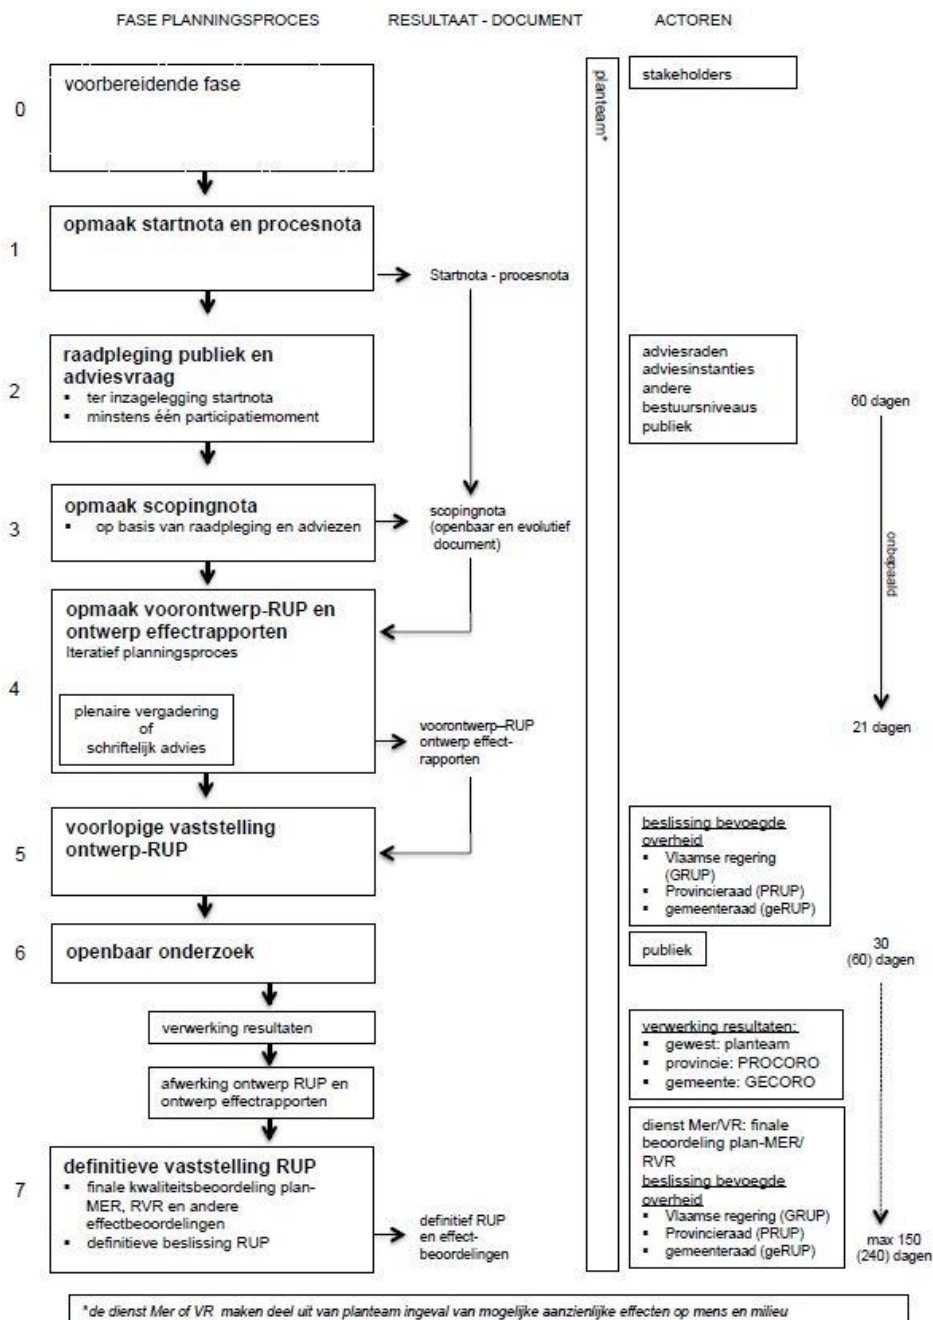 FASE PLANNINGSPROCES
RESULTAAT - DOCUMENT
ACTOREN
0
voorbereidende fase
planteam*
stakeholders
1
opmaak startnota en procesnota
Startnota - procesnota
2
raadpleging publiek en
adviesvraag
▪ ter inzagelegging startnota
▪ minstens één participatiemoment
adviesraden
adviesinstanties
andere
bestuursniveaus
publiek
60 dagen
3
opmaak scopingnota
▪ op basis van raadpleging en adviezen
scopingnota
(openbaar en evolutief
document)
onbepaald
4
opmaak voorontwerp-RUP en
ontwerp effectrapporten
Iteratief planningsproces
plenaire vergadering
of
schriftelijk advies
voorontwerp–RUP
ontwerp effect-
rapporten
21 dagen
5
voorlopige vaststelling
ontwerp-RUP
beslissing bevoegde
overheid
▪ Vlaamse regering
(GRUP)
▪ Provincieraad (PRUP)
▪ gemeenteraad (geRUP)
6
openbaar onderzoek
publiek
30
(60) dagen
verwerking resultaten
verwerking resultaten:
▪ gewest: planteam
▪ provincie: PROCORO
▪ gemeente: GECORO
afwerking ontwerp RUP en
ontwerp effectrapporten
7
definitieve vaststelling RUP
▪ finale kwaliteitsbeoordeling plan-
MER, RVR en andere
effectbeoordelingen
▪ definitieve beslissing RUP
definitief RUP
en effect-
beoordelingen
dienst Mer/VR: finale
beoordeling plan-MER/
RVR
beslissing bevoegde
overheid
▪ Vlaamse regering (GRUP)
▪ Provincieraad (PRUP)
▪ gemeenteraad (geRUP)
max 150
(240) dagen
*de dienst Mer of VR maken deel uit van planteam ingeval van mogelijke aanzienlijke effecten op mens en milieu